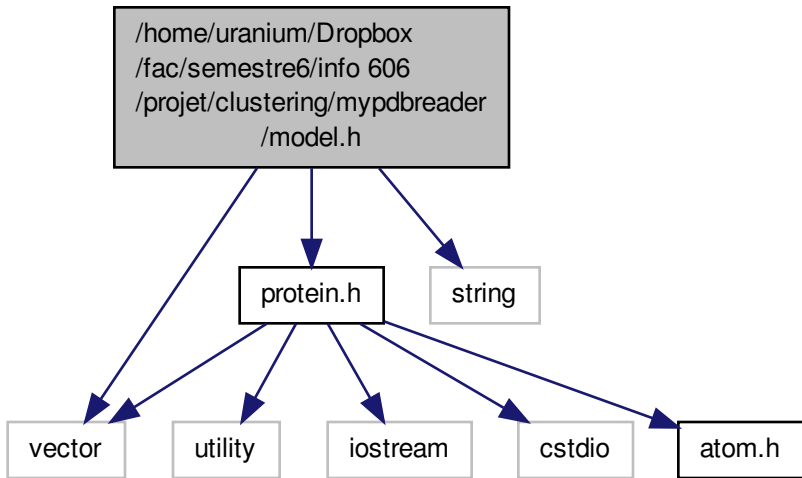 /home/uranium/Dropbox
/fac/semestre6/info 606
/projet/clustering/mypdbreader
/model.h
protein.h
string
vector
utility
iostream
cstdio
atom.h